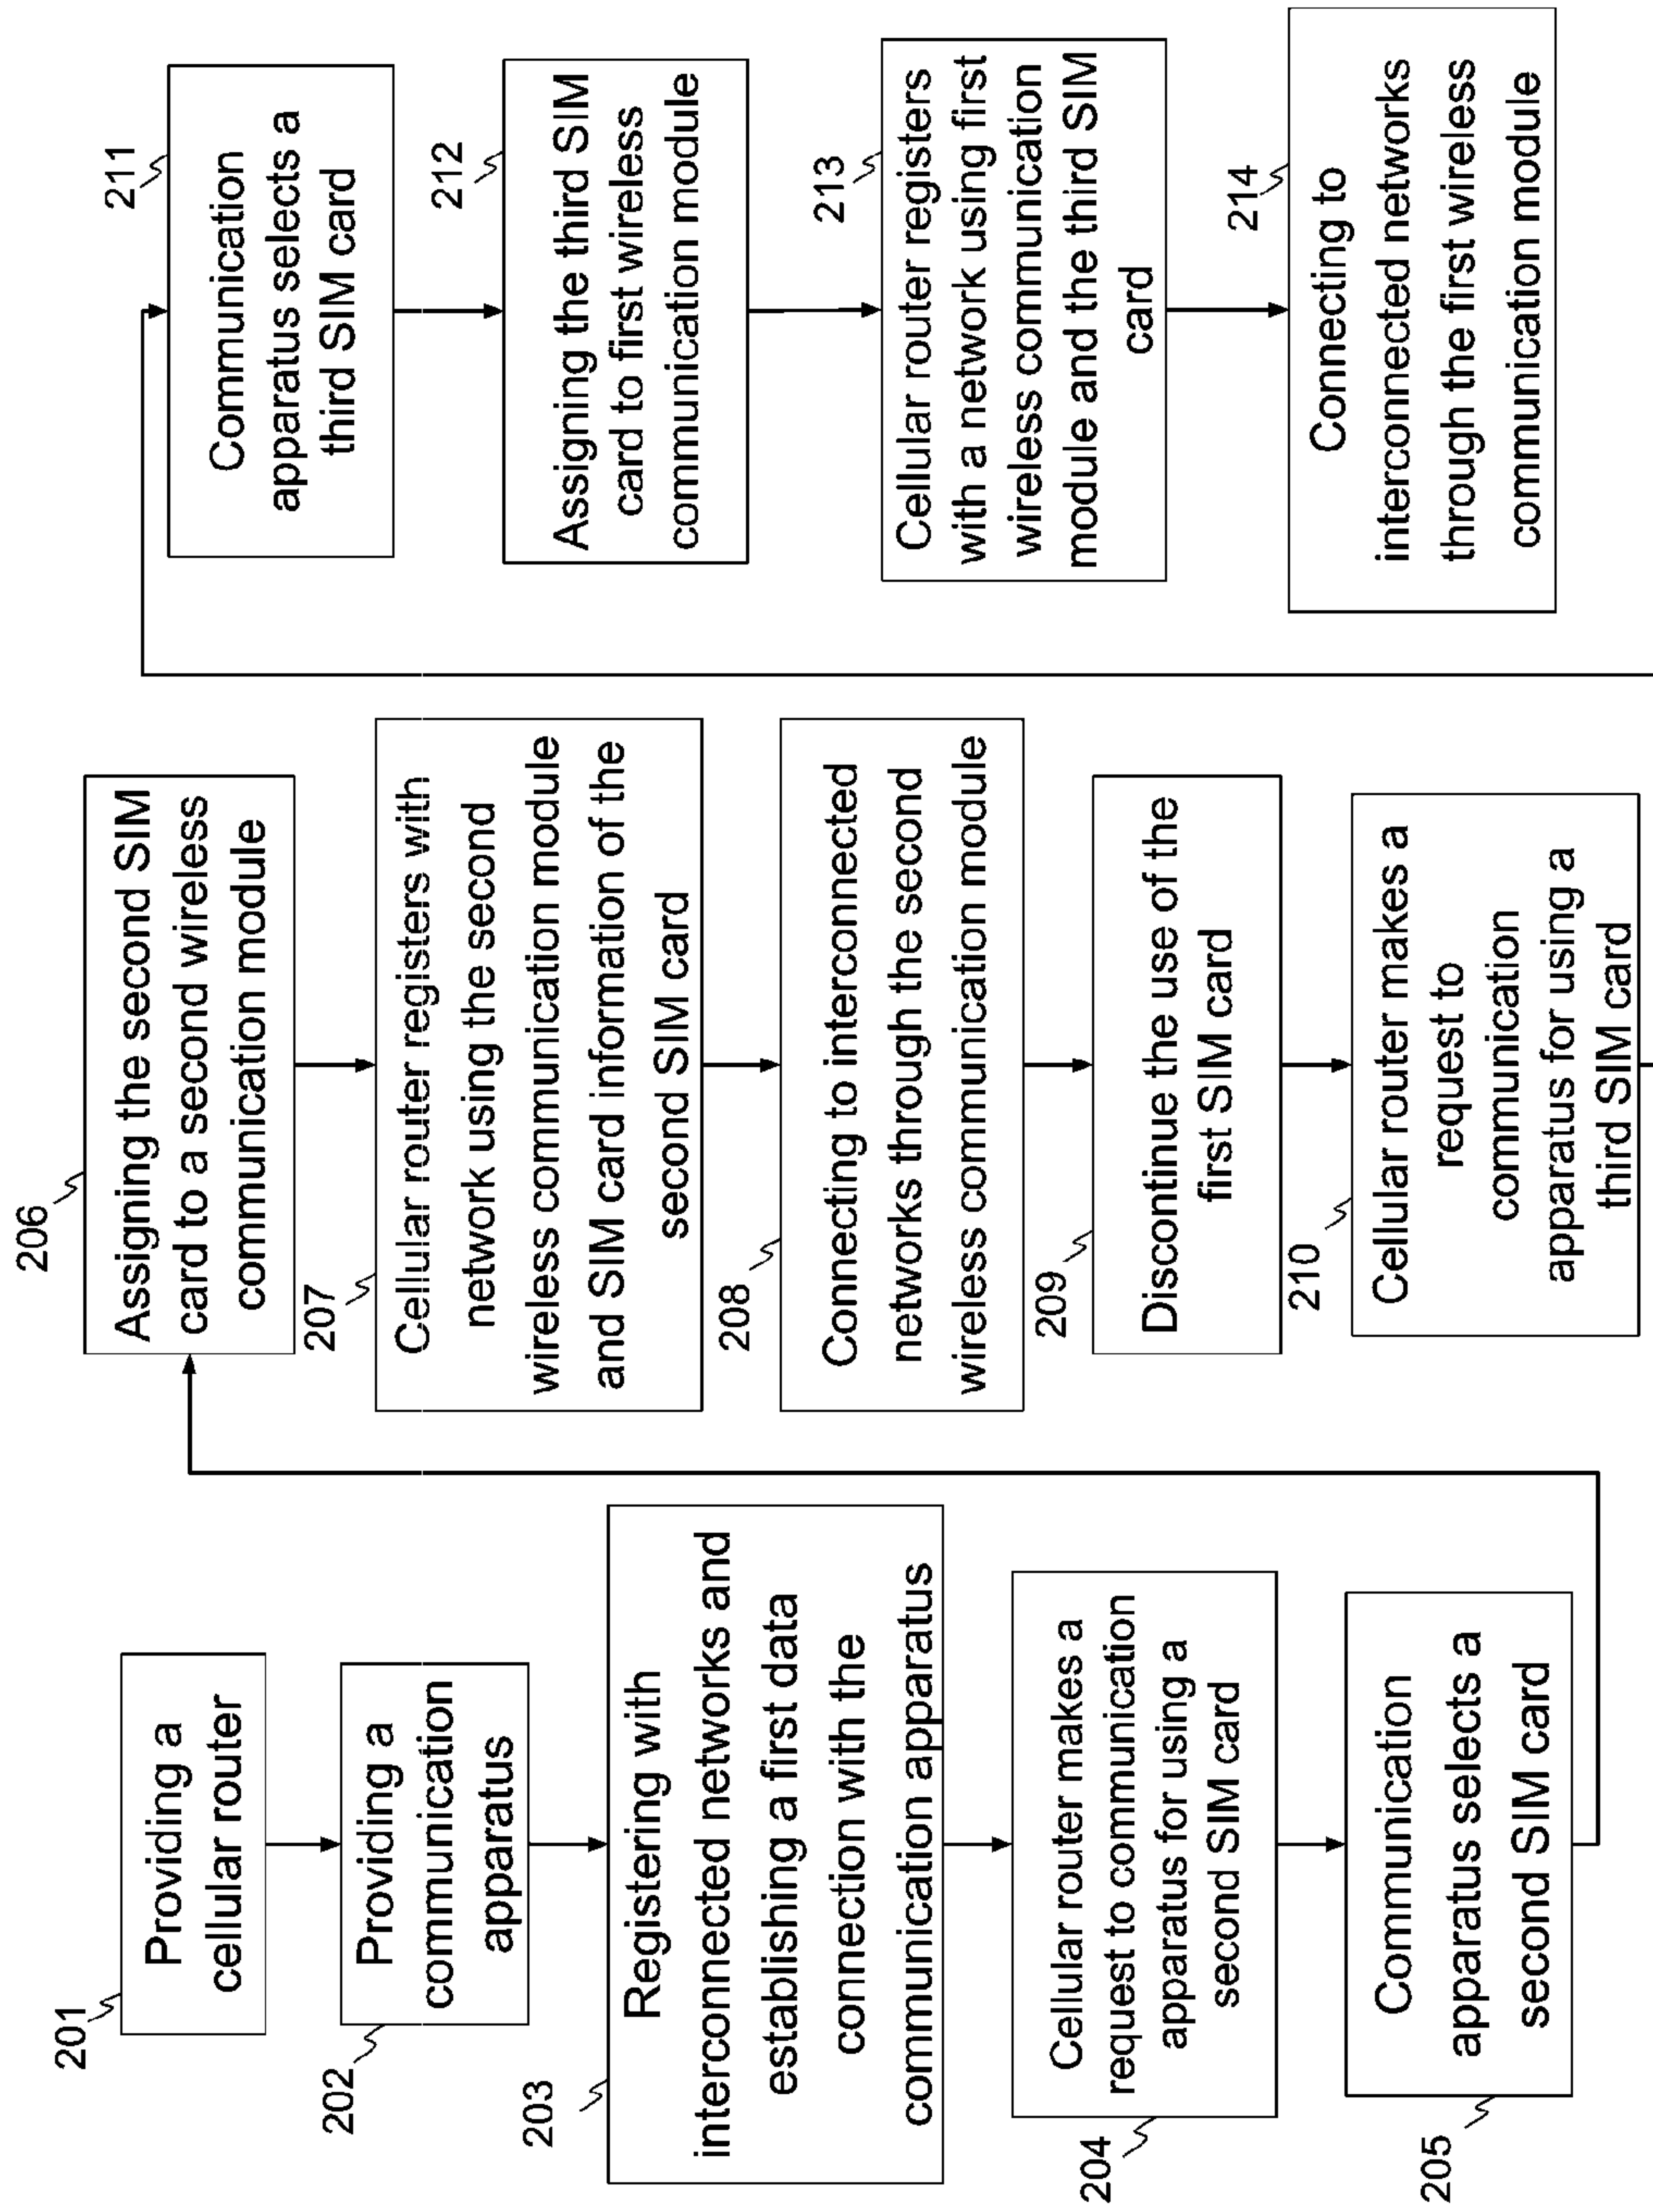 201
Providing a
cellular router
202
Providing a
communication
apparatus
203
Registering with
interconnected networks and
establishing a first data
connection with the
communication apparatus
204
Cellular router makes a
request to communication
apparatus for using a
second SIM card
205
Communication
apparatus selects a
second SIM card
206
Assigning the second SIM
card to a second wireless
communication module
207
Cellular router registers with
network using the second
wireless communication module
and SIM card information of the
second SIM card
208
Connecting to interconnected
networks through the second
wireless communication module
209
Discontinue the use of the
first SIM card
210
Cellular router makes a
request to
communication
apparatus for using a
third SIM card
211
Communication
apparatus selects a
third SIM card
212
Assigning the third SIM
card to first wireless
communication module
213
Cellular router registers
with a network using first
wireless communication
module and the third SIM
card
214
Connecting to
interconnected networks
through the first wireless
communication module